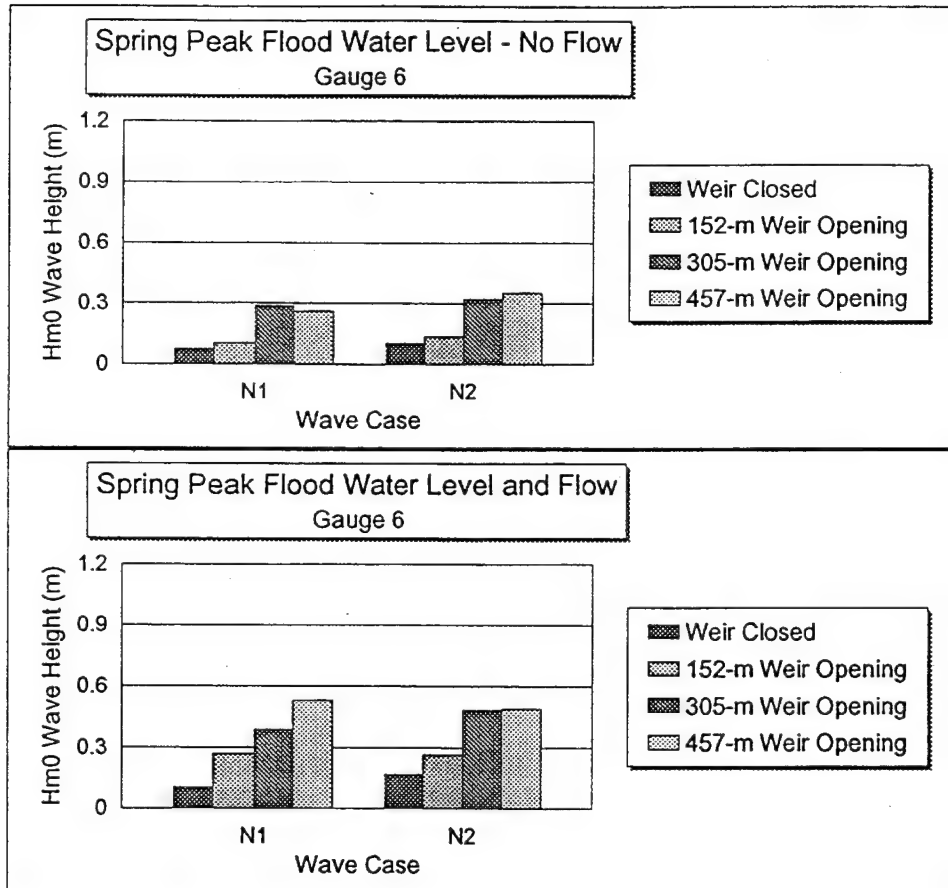 Spring Peak Flood Water Level - No Flow
Gauge 6
Hm0 Wave Height (m)
1.2
0.9
0.6
0.3
0
N1 N2
Wave Case
Weir Closed
152-m Weir Opening
305-m Weir Opening
457-m Weir Opening
Spring Peak Flood Water Level and Flow
Gauge 6
Hm0 Wave Height (m)
1.2
0.9
0.6
0.3
0
N1 N2
Wave Case
Weir Closed
152-m Weir Opening
305-m Weir Opening
457-m Weir Opening